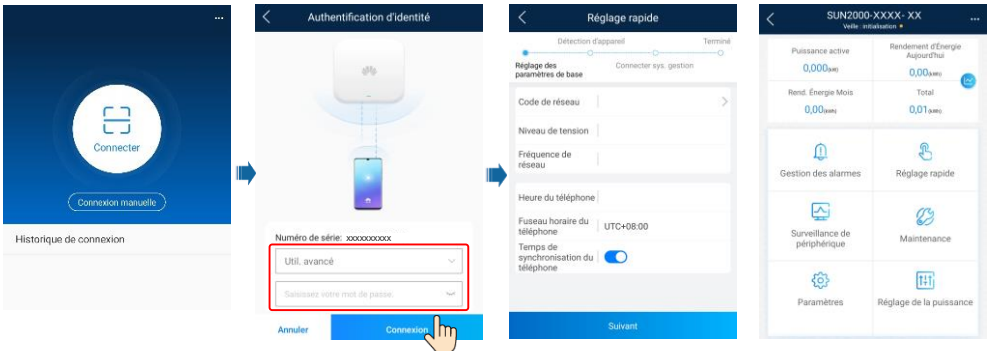 ...
Connecter
Connexion manuelle
Historique de connexion
Authentification d'identité
Numéro de série: xxxxxxxxxx
Util. avancé
Saisissez votre mot de passe.
Annuler
Connexion
Réglage rapide
Détection d'appareil
Terminé
Réglage des
paramètres de base
Connecter sys. gestion
Code de réseau
Niveau de tension
Fréquence de
réseau
Heure du téléphone
Fuseau horaire du
téléphone
UTC+08:00
Temps de
synchronisation du
téléphone
Suivant
SUN2000-XXXX- XX
...
Veille: initialisation
Puissance active
0,000(kW)
Rendement d'Énergie
Aujourd'hui
0,00(kWh)
Rend. Énergie Mois
0,00(kWh)
Total
0,01(kWh)
Gestion des alarmes
Réglage rapide
Surveillance de
périphérique
Maintenance
Paramètres
Réglage de la puissance